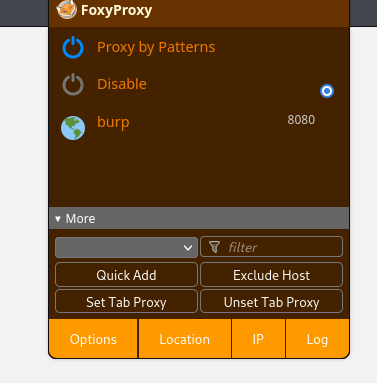 FoxyProxy
Proxy by Patterns
Disable
burp 8080
▾ More
filter
Quick Add Exclude Host
Set Tab Proxy Unset Tab Proxy
Options Location IP Log